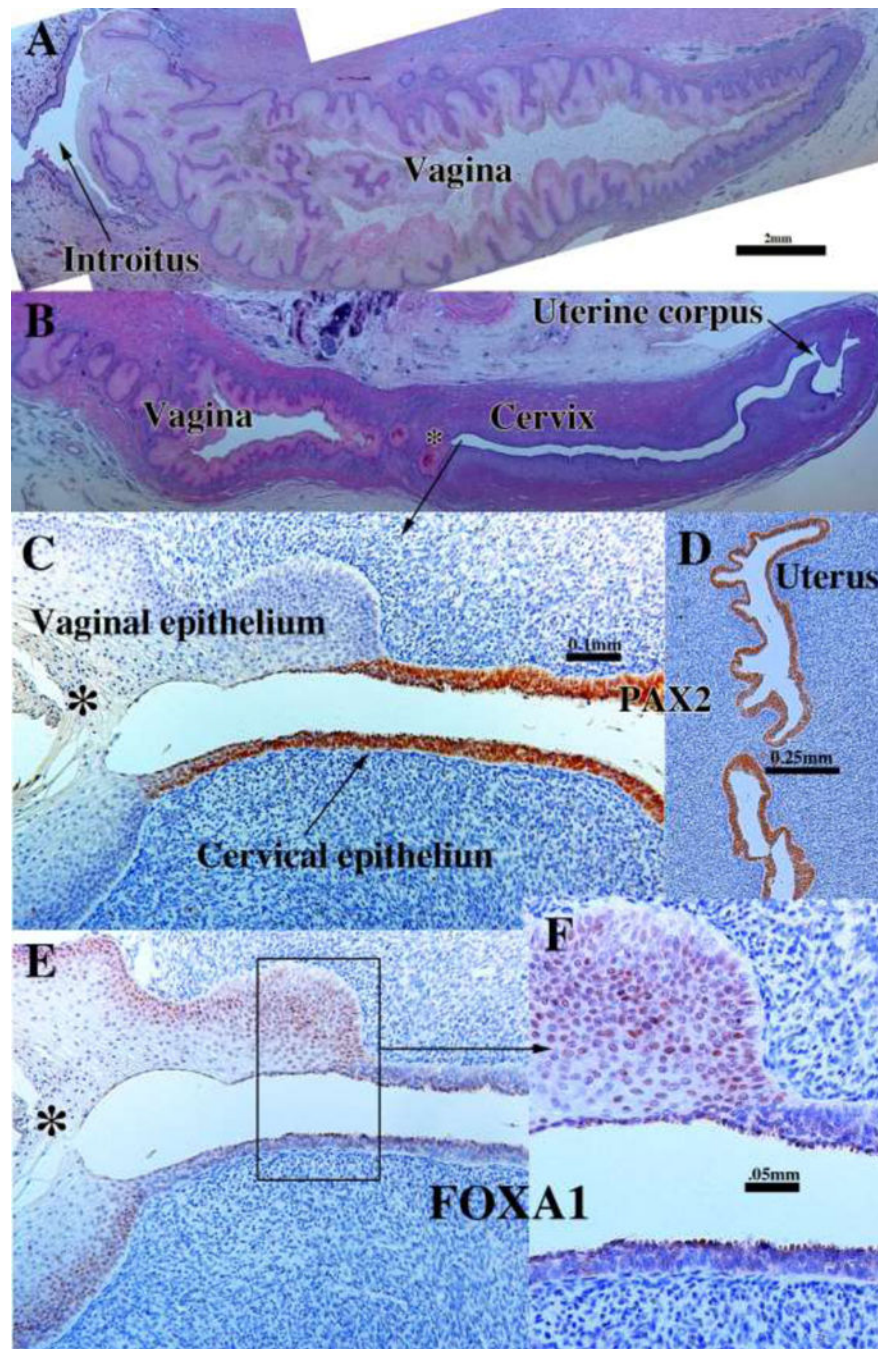 A
Vagina
Introitus
2mm
B
Uterine corpus
Vagina
*
Cervix
C
Vaginal epithelium
*
0.1mm
PAX2
Cervical epitheliun
D
Uterus
0.25mm
E
*
FOXA1
F
.05mm